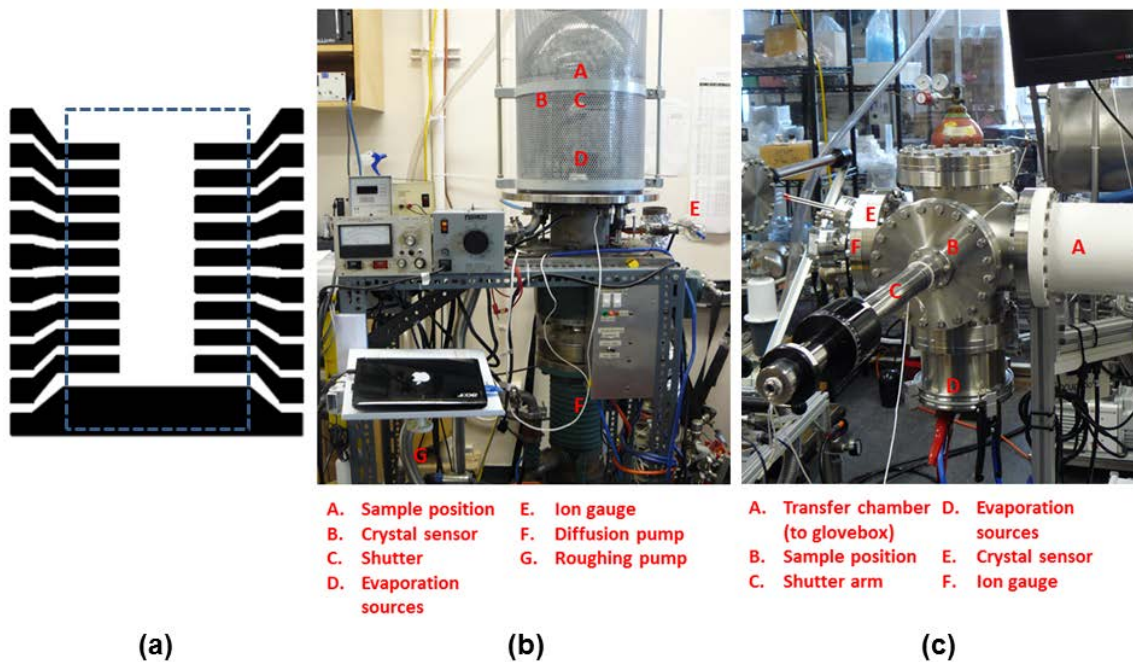 A
B
C
D
E
F
G
A
B
C
D
E
F
A. Sample position
B. Crystal sensor
C. Shutter
D. Evaporation
sources
E. Ion gauge
F. Diffusion pump
G. Roughing pump
A. Transfer chamber
(to glovebox)
B. Sample position
C. Shutter arm
D. Evaporation
sources
E. Crystal sensor
F. Ion gauge
(a)
(b)
(c)